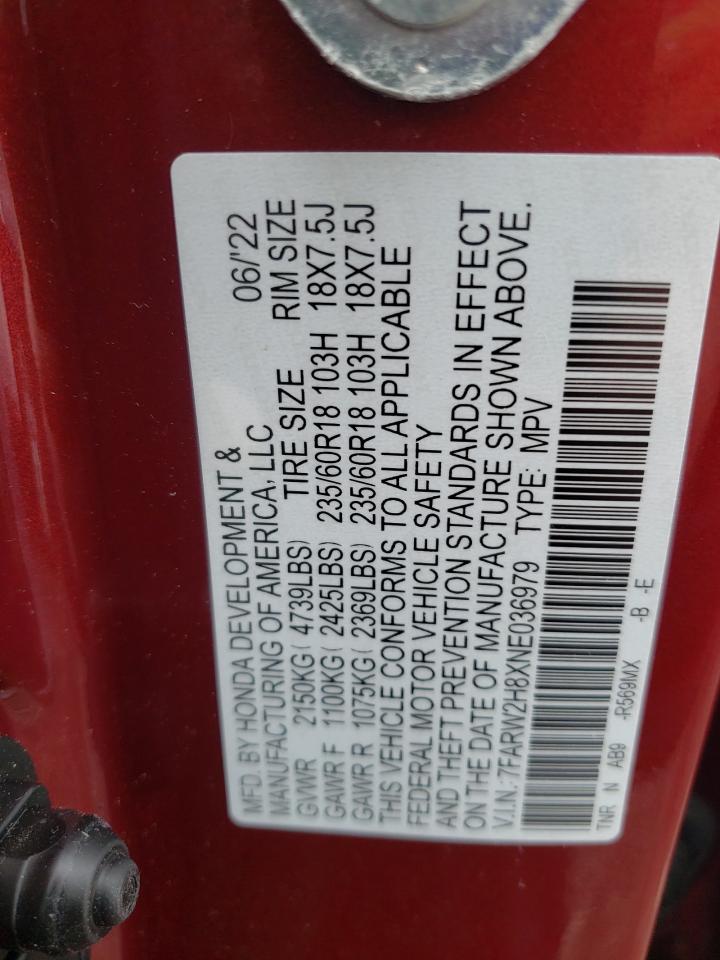 MFD. BY HONDA DEVELOPMENT & 06/'22
MANUFACTURING OF AMERICA, LLC
GVWR 2150KG( 4739LBS) TIRE SIZE RIM SIZE
GAWR F 1100KG( 2425LBS) 235/60R18 103H 18X7.5J
GAWR R 1075KG( 2369LBS) 235/60R18 103H 18X7.5J
THIS VEHICLE CONFORMS TO ALL APPLICABLE
FEDERAL MOTOR VEHICLE SAFETY
AND THEFT PREVENTION STANDARDS IN EFFECT
ON THE DATE OF MANUFACTURE SHOWN ABOVE.
V.I.N.: 7FARW2H8XNE036979 TYPE: MPV
TNR N AB9 -R569MX -B -E